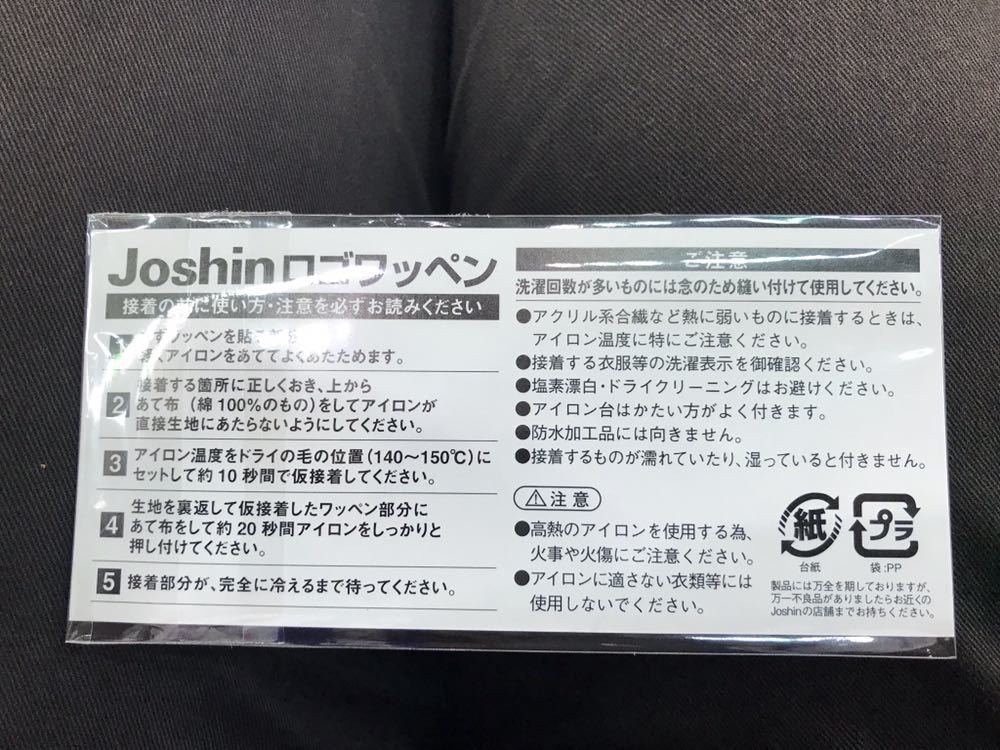 Joshinロゴワッペン
接着の前に使い方・注意を必ずお読みください
1
ずワッペンを貼る
くアイロンをあててよくあたためます。
2
接着する箇所に正しくおき、上から
あて布（綿100%のもの）をしてアイロンが
直接生地にあたらないようにしてください。
3
アイロン温度をドライの毛の位置(140～150℃)に
セットして約10秒間で仮接着してください。
4
生地を裏返して仮接着したワッペン部分に
あて布をして約20秒間アイロンをしっかりと
押し付けてください。
5
接着部分が、完全に冷えるまで待ってください。
ご注意
洗濯回数が多いものには念のため縫い付けて使用してください。
●アクリル系合繊など熱に弱いものに接着するときは、
アイロン温度に特にご注意ください。
●接着する衣服等の洗濯表示を御確認ください。
●塩素漂白・ドライクリーニングはお避けください。
●アイロン台はかたい方がよく付きます。
●防水加工品には向きません。
●接着するものが濡れていたり、湿っていると付きません。
⚠注意
●高熱のアイロンを使用する為、
火事や火傷にご注意ください。
●アイロンに適さない衣類等には
使用しないでください。
紙
台紙
プラ
袋:PP
製品には万全を期しておりますが、
万一不良品がありましたらお近くの
Joshinの店舗までお持ちください。